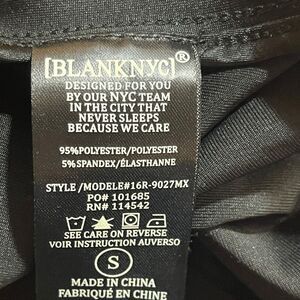 [BLANKNYC]®
DESIGNED FOR YOU
BY OUR NYC TEAM
IN THE CITY THAT
NEVER SLEEPS
BECAUSE WE CARE
95%POLYESTER/POLYESTER
5%SPANDEX/ÉLASTHANNE
STYLE/MODELE#16R-9027MX
PO# 101685
RN# 114542
SEE CARE ON REVERSE
VOIR INSTRUCTION AUVERSO
S
MADE IN CHINA
FABRIQUÉ EN CHINE